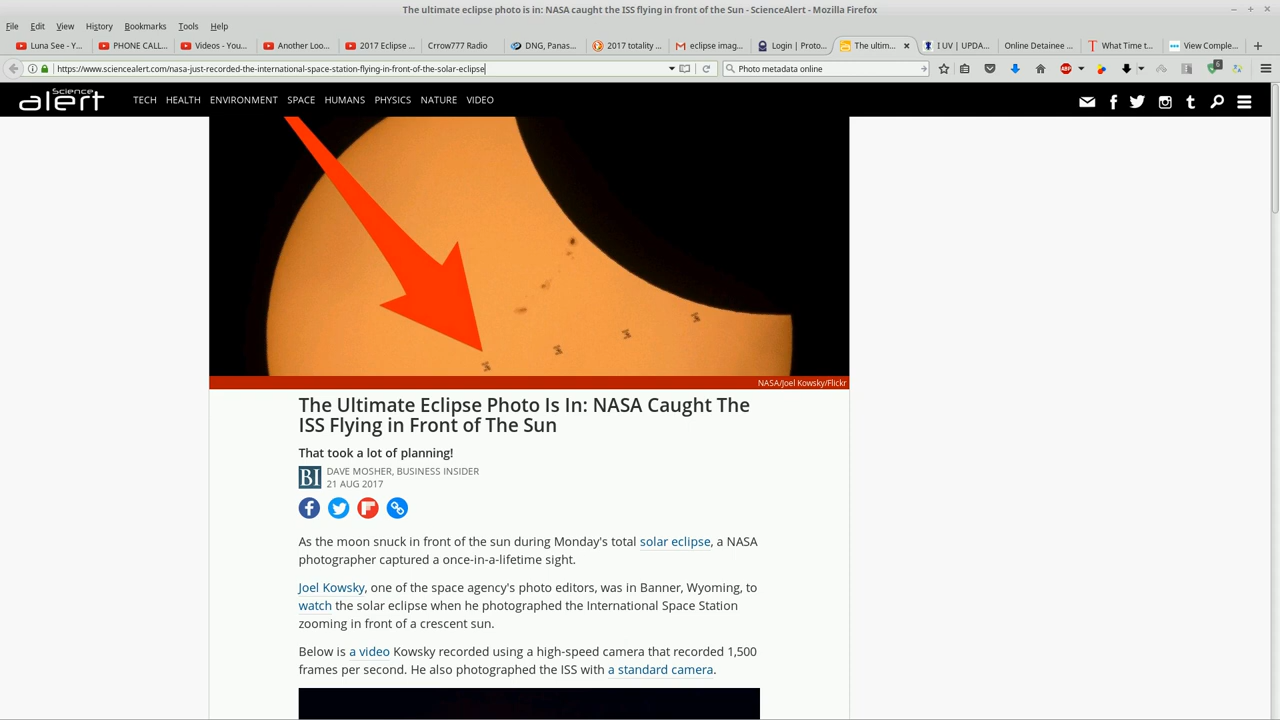 The ultimate eclipse photo is in: NASA caught the ISS flying in front of the Sun - ScienceAlert - Mozilla Firefox
File Edit View History Bookmarks Tools Help
Luna See - Y... PHONE CALL... Videos - You... Another Loo... 2017 Eclipse ... Crrow777 Radio DNG, Panas... 2017 totality ... eclipse imag... Login | Proto... The ultim... I UV | UPDA... Online Detainee ... What Time t... View Comple...
https://www.sciencealert.com/nasa-just-recorded-the-international-space-station-flying-in-front-of-the-solar-eclipse
Photo metadata online
ABP
6
Science
alert
TECH HEALTH ENVIRONMENT SPACE HUMANS PHYSICS NATURE VIDEO
NASA/Joel Kowsky/Flickr
The Ultimate Eclipse Photo Is In: NASA Caught The
ISS Flying in Front of The Sun
That took a lot of planning!
BI
DAVE MOSHER, BUSINESS INSIDER
21 AUG 2017
As the moon snuck in front of the sun during Monday's total solar eclipse, a NASA
photographer captured a once-in-a-lifetime sight.
Joel Kowsky, one of the space agency's photo editors, was in Banner, Wyoming, to
watch the solar eclipse when he photographed the International Space Station
zooming in front of a crescent sun.
Below is a video Kowsky recorded using a high-speed camera that recorded 1,500
frames per second. He also photographed the ISS with a standard camera.